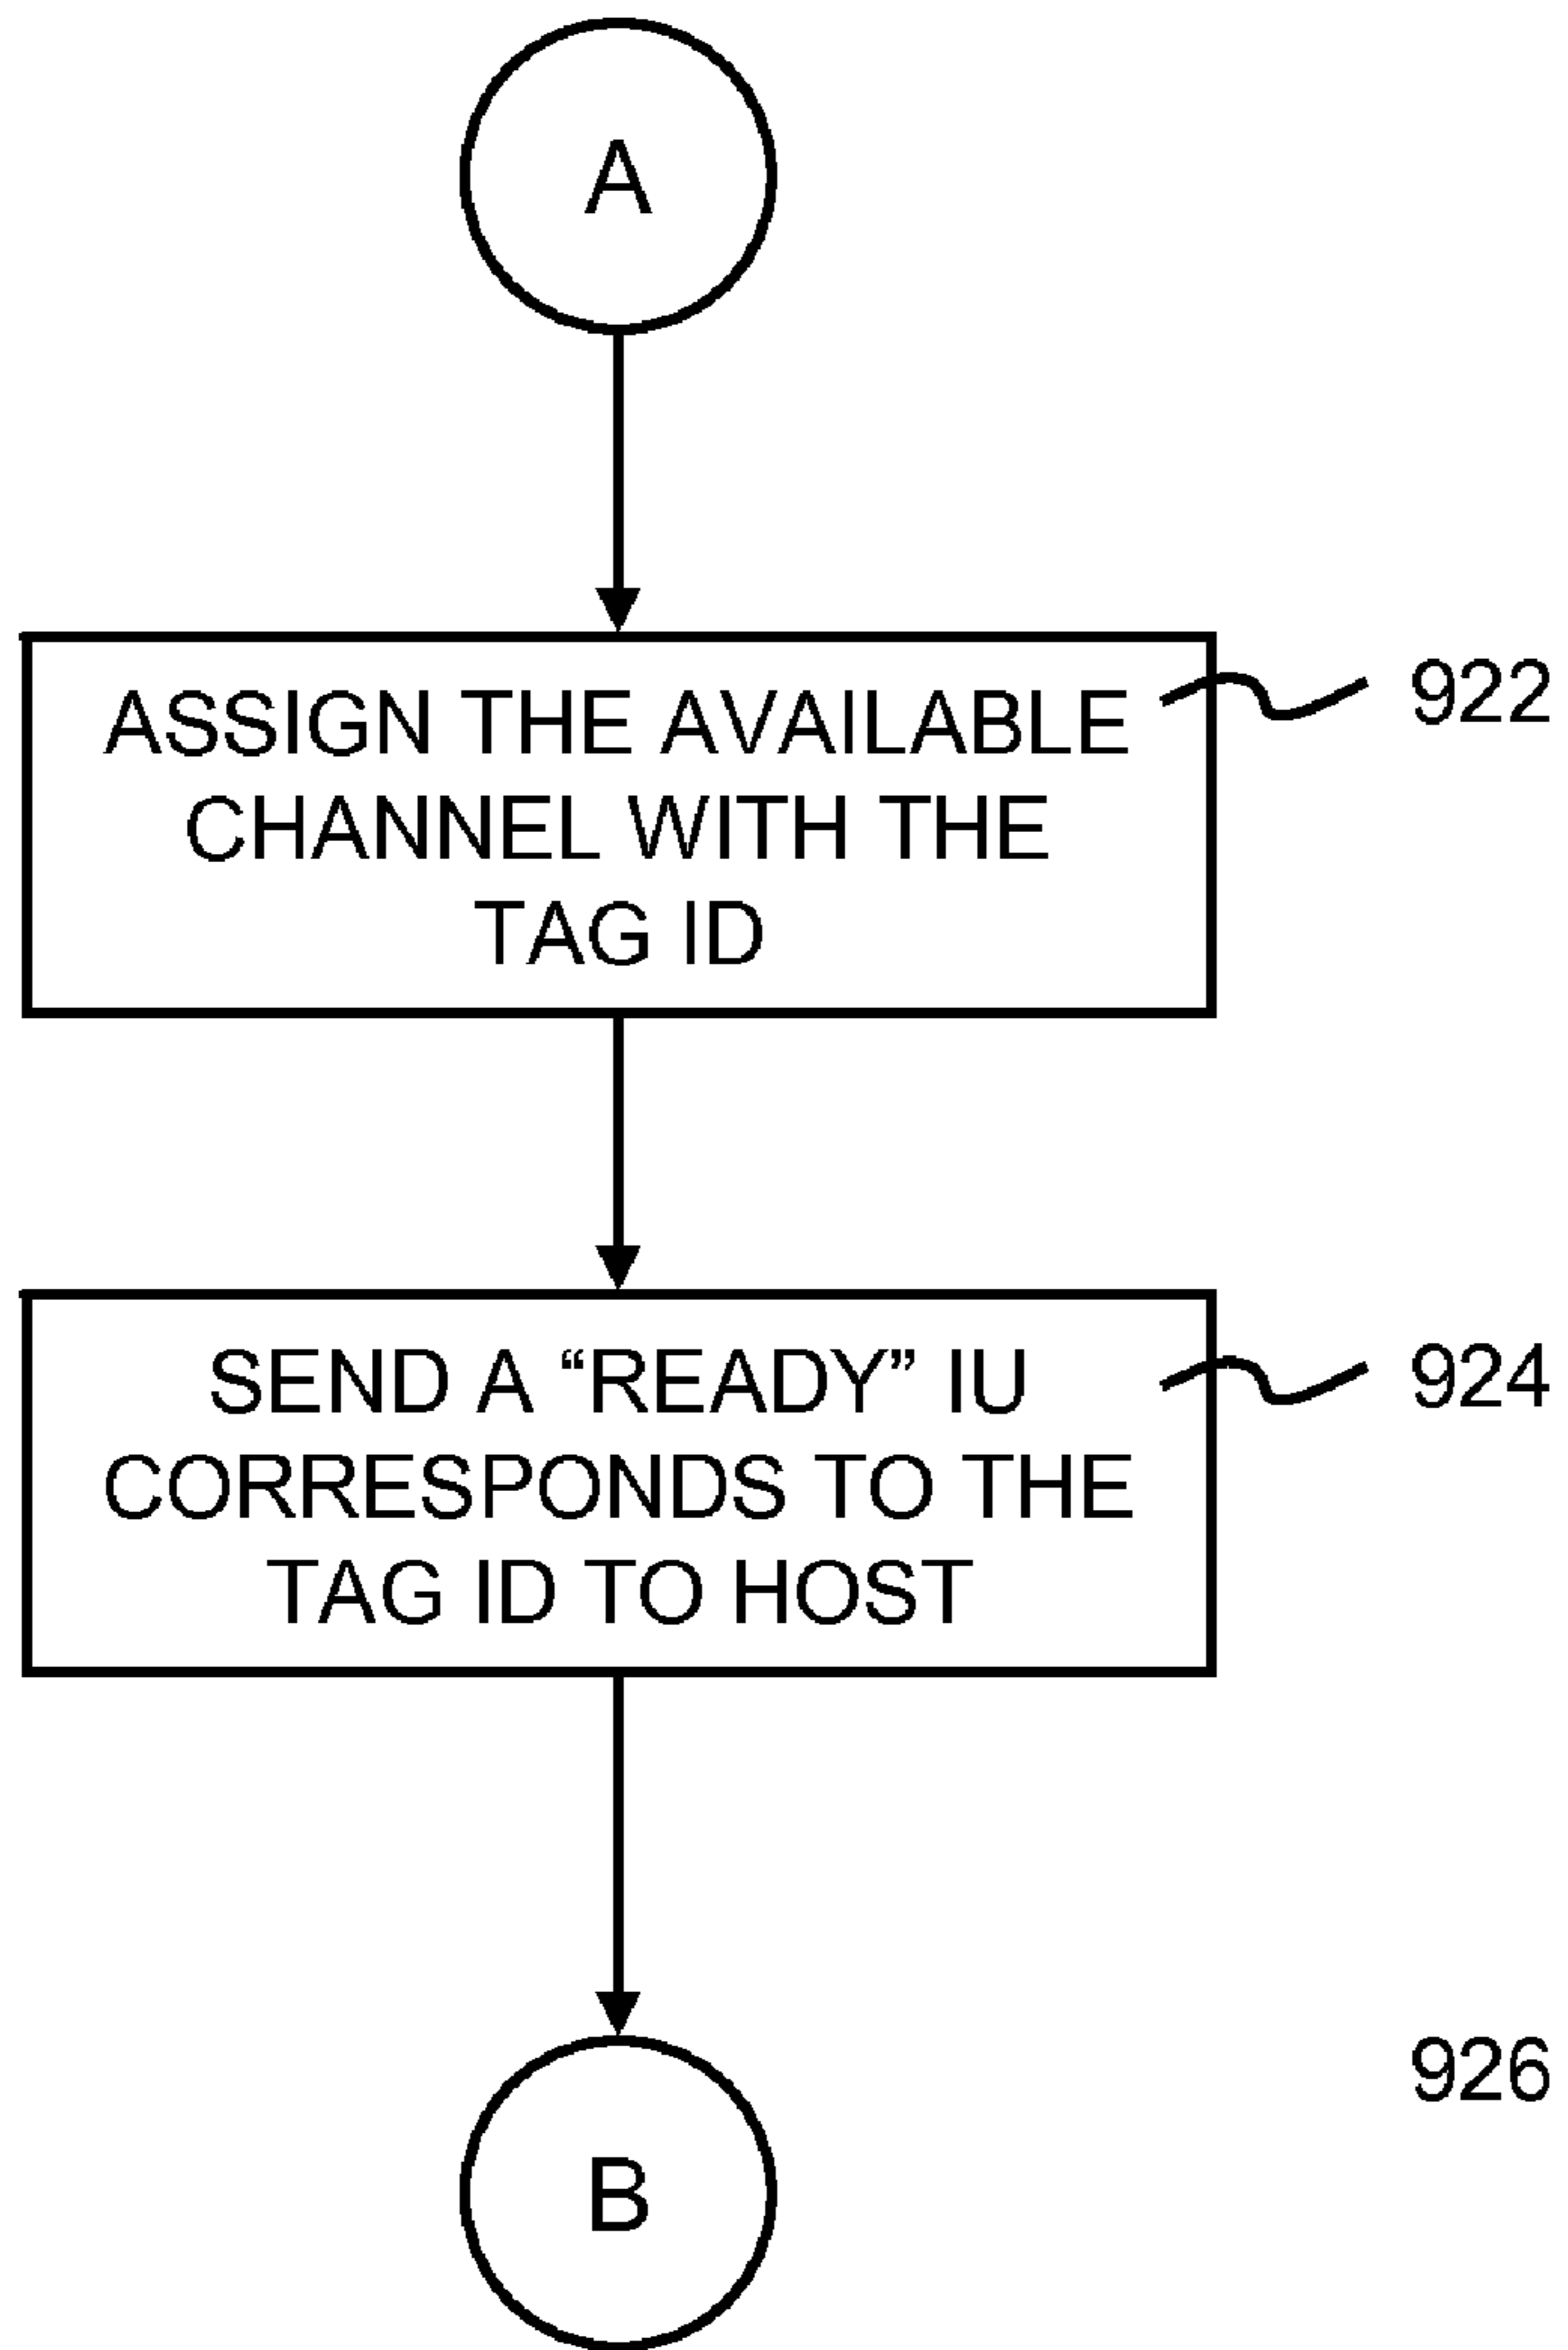 A
ASSIGN THE AVAILABLE
CHANNEL WITH THE
TAG ID
922
SEND A “READY” IU
CORRESPONDS TO THE
TAG ID TO HOST
924
926
B